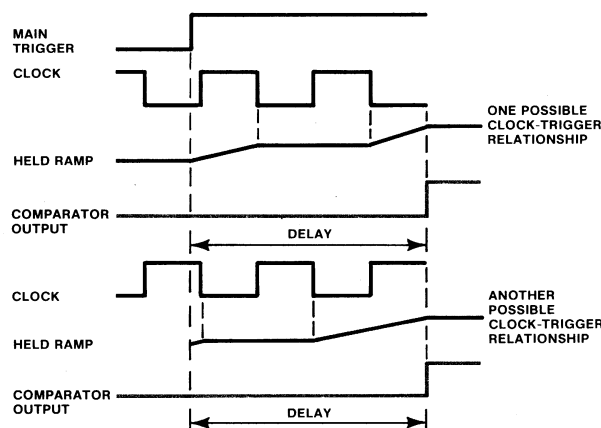 MAIN
TRIGGER
CLOCK
ONE POSSIBLE
CLOCK-TRIGGER
RELATIONSHIP
HELD RAMP
COMPARATOR
OUTPUT
DELAY
CLOCK
ANOTHER
POSSIBLE
CLOCK-TRIGGER
RELATIONSHIP
HELD RAMP
COMPARATOR
OUTPUT
DELAY